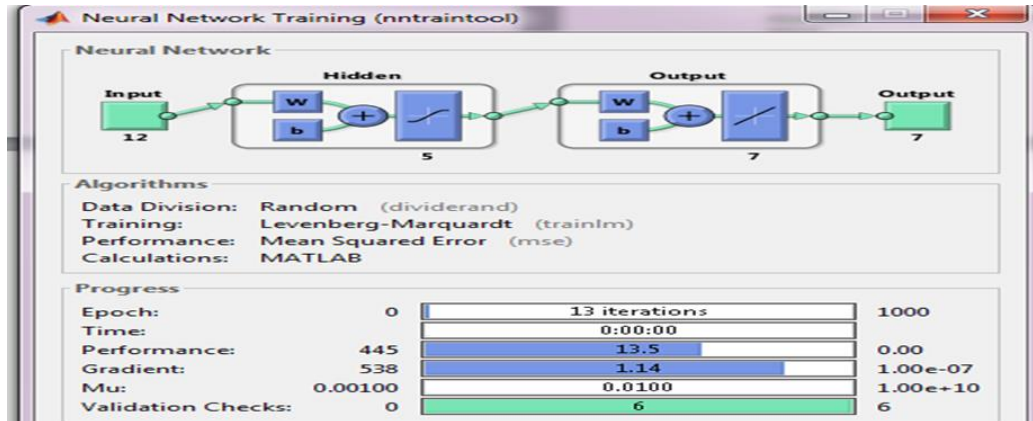 Neural Network Training (nntraintool)
Neural Network
Hidden Output
Input W b + W b + Output
12 5 7 7
Algorithms
Data Division: Random (dividerand)
Training: Levenberg-Marquardt (trainlm)
Performance: Mean Squared Error (mse)
Calculations: MATLAB
Progress
Epoch: 0 13 iterations 1000
Time: 0:00:00
Performance: 445 13.5 0.00
Gradient: 538 1.14 1.00e-07
Mu: 0.00100 0.0100 1.00e+10
Validation Checks: 0 6 6